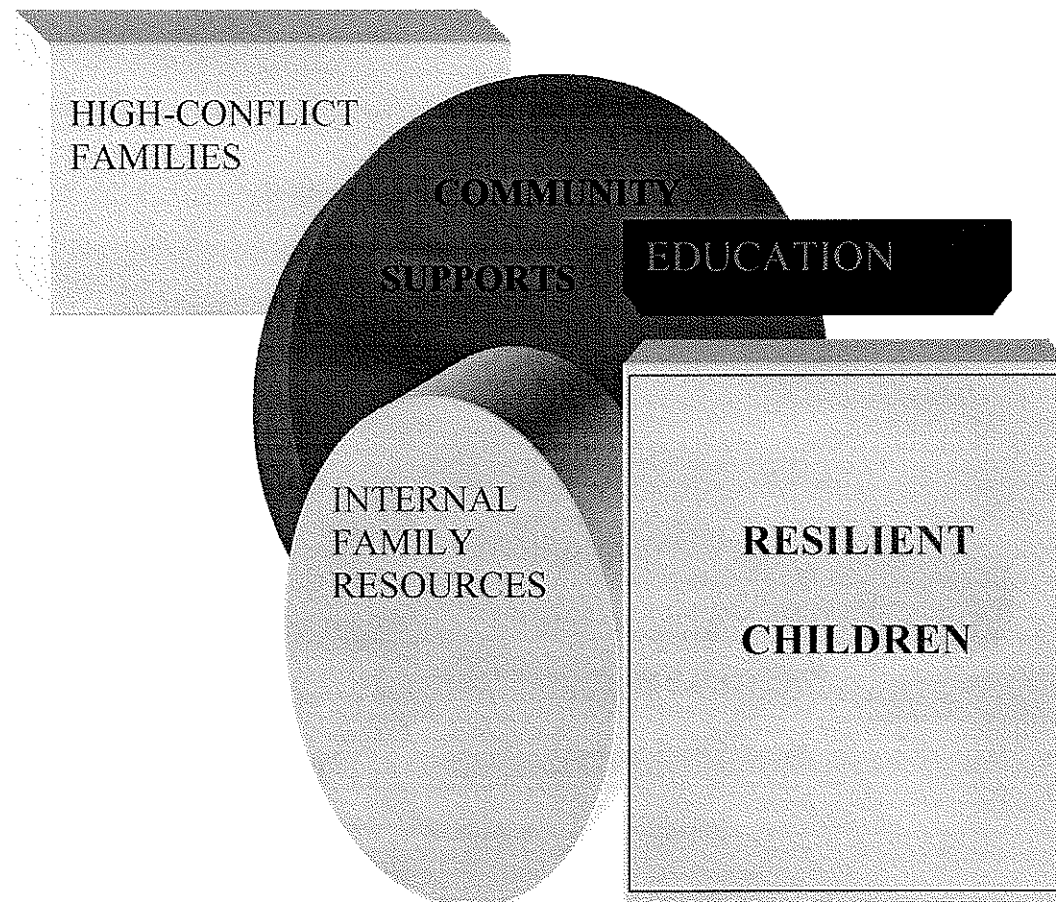 HIGH-CONFLICT
FAMILIES
COMMUNITY
SUPPORTS
EDUCATION
INTERNAL
FAMILY
RESOURCES
RESILIENT
CHILDREN